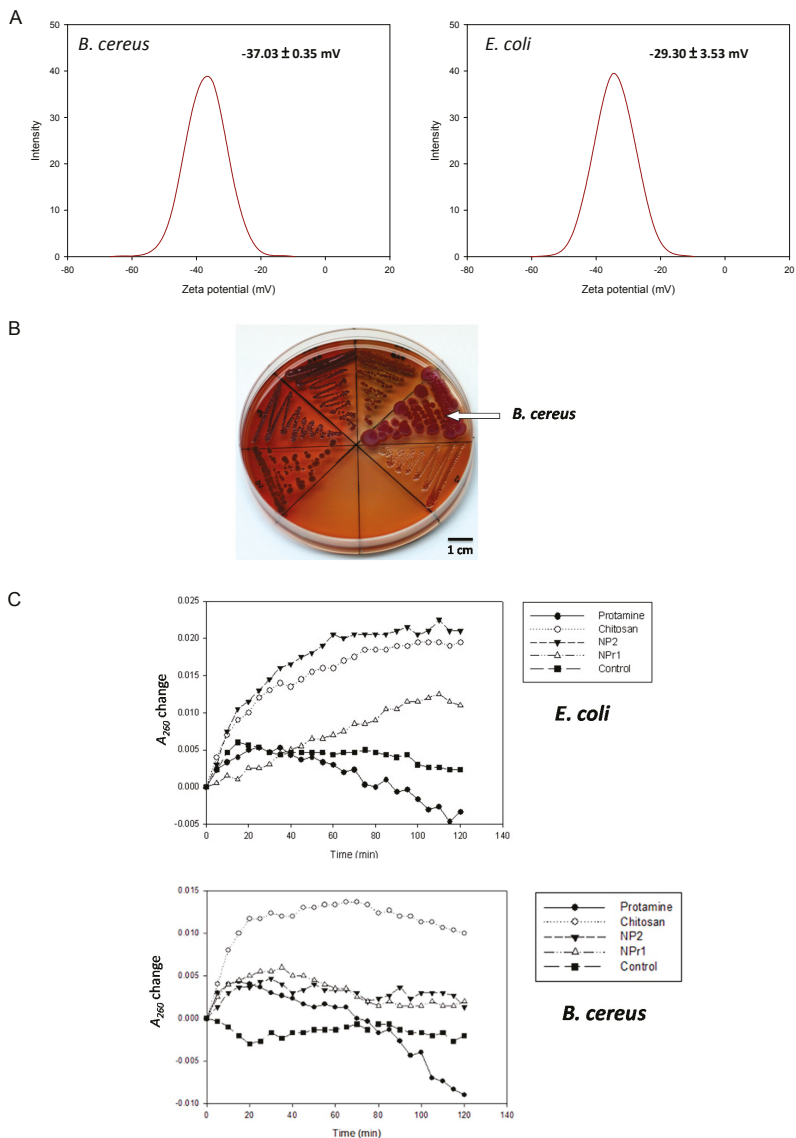 A
B. cereus
-37.03 ± 0.35 mV
Intensity
50
40
30
20
10
0
-80 -60 -40 -20 0 20
Zeta potential (mV)
E. coli
-29.30 ± 3.53 mV
Intensity
50
40
30
20
10
0
-80 -60 -40 -20 0 20
Zeta potential (mV)
B
B. cereus
1 cm
C
A260 change
0.025
0.020
0.015
0.010
0.005
0.000
-0.005
0 20 40 60 80 100 120 140
Time (min)
Protamine
Chitosan
NP2
NPr1
Control
E. coli
A260 change
0.015
0.010
0.005
0.000
-0.005
-0.010
0 20 40 60 80 100 120 140
Time (min)
Protamine
Chitosan
NP2
NPr1
Control
B. cereus